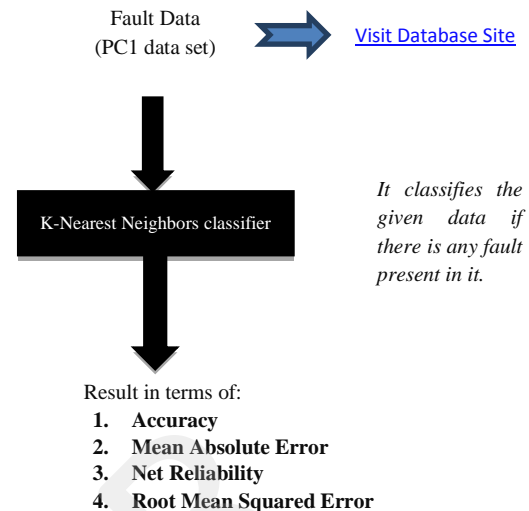 Fault Data
(PC1 data set)
Visit Database Site
K-Nearest Neighbors classifier
It classifies the
given data if
there is any fault
present in it.
Result in terms of:
1. Accuracy
2. Mean Absolute Error
3. Net Reliability
4. Root Mean Squared Error